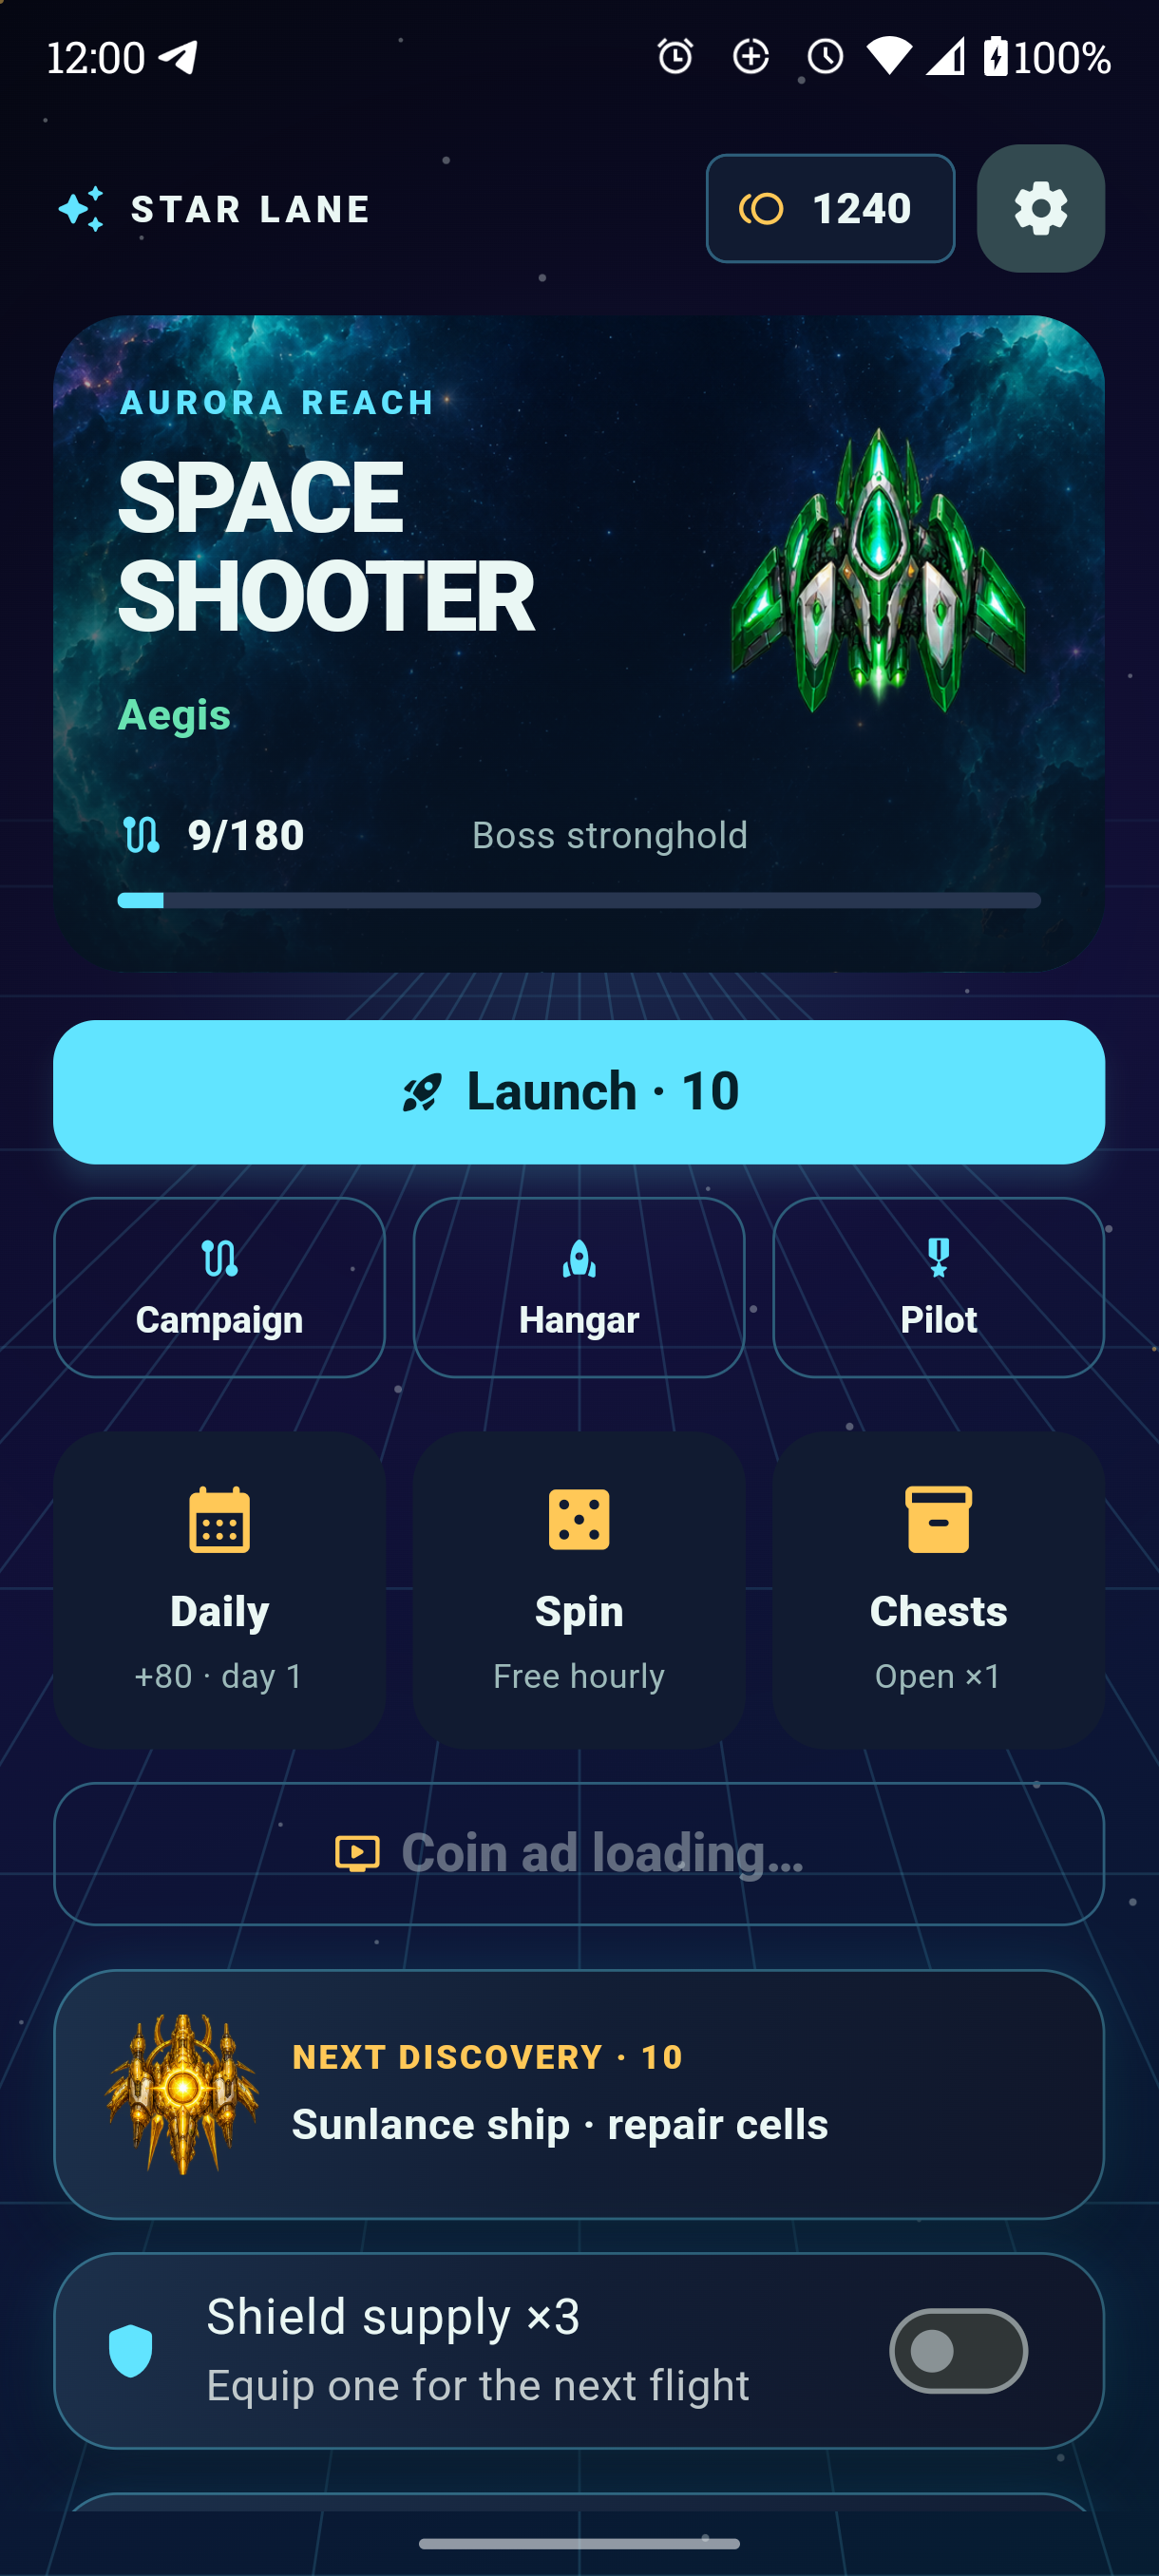 12:00
100%
STAR LANE
1240
AURORA REACH
SPACE
SHOOTER
Aegis
9/180
Boss stronghold
Launch · 10
Campaign
Hangar
Pilot
Daily
Spin
Chests
+80 · day 1
Free hourly
Open ×1
Coin ad loading...
NEXT DISCOVERY · 10
Sunlance ship · repair cells
Shield supply ×3
Equip one for the next flight